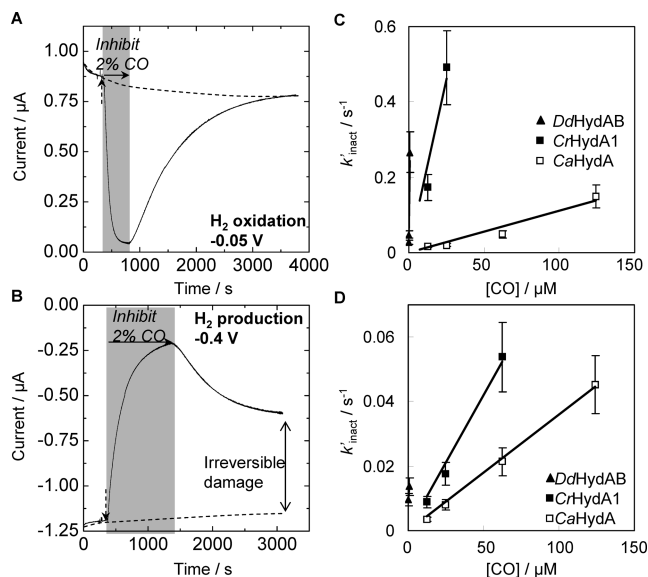 A
Inhibit
2% CO
1.00
0.75
0.50
0.25
0.00
Current / µA
H2 oxidation
-0.05 V
0 1000 2000 3000 4000
Time / s
B
Inhibit
2% CO
H2 production
-0.4 V
0.00
-0.25
-0.50
-0.75
-1.00
-1.25
Current / µA
Irreversible
damage
0 1000 2000 3000
Time / s
C
0.6
0.4
0.2
0
k'inact / s-1
DdHydAB
CrHydA1
CaHydA
0 50 100 150
[CO] / µM
D
0.06
0.04
0.02
0
k'inact / s-1
DdHydAB
CrHydA1
CaHydA
0 50 100 150
[CO] / µM